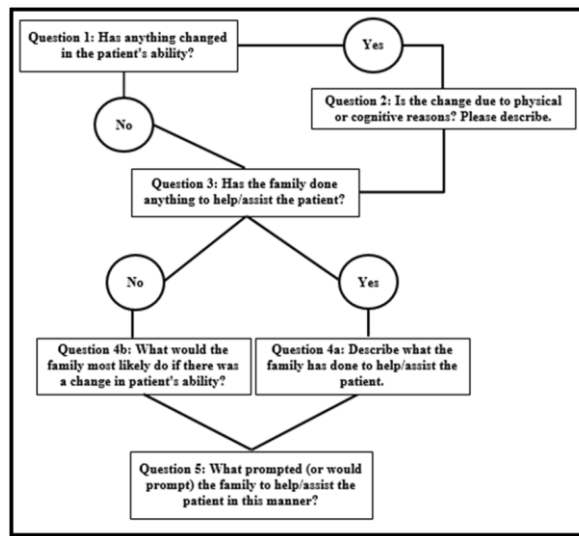 Question 1: Has anything changed
in the patient's ability?
Yes
No
Question 2: Is the change due to physical
or cognitive reasons? Please describe.
Question 3: Has the family done
anything to help/assist the patient?
No
Yes
Question 4b: What would the
family most likely do if there was
a change in patient's ability?
Question 4a: Describe what the
family has done to help/assist the
patient.
Question 5: What prompted (or would
prompt) the family to help/assist the
patient in this manner?